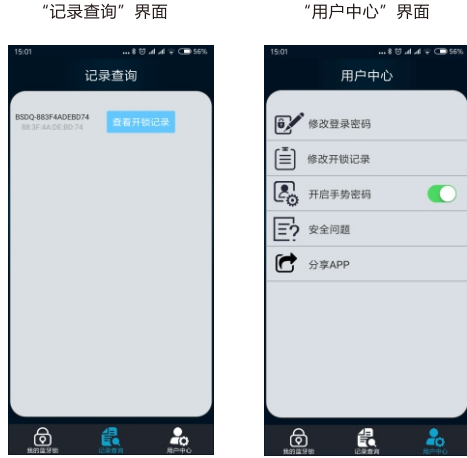 “记录查询”界面
“用户中心”界面
15:01
56%
记录查询
BSDQ-883F4ADEBD74
88:3F:4A:DE:BD:74
查看开锁记录
我的蓝牙锁
记录查询
用户中心
15:01
56%
用户中心
修改登录密码
修改开锁记录
开启手势密码
安全问题
分享APP
我的蓝牙锁
记录查询
用户中心